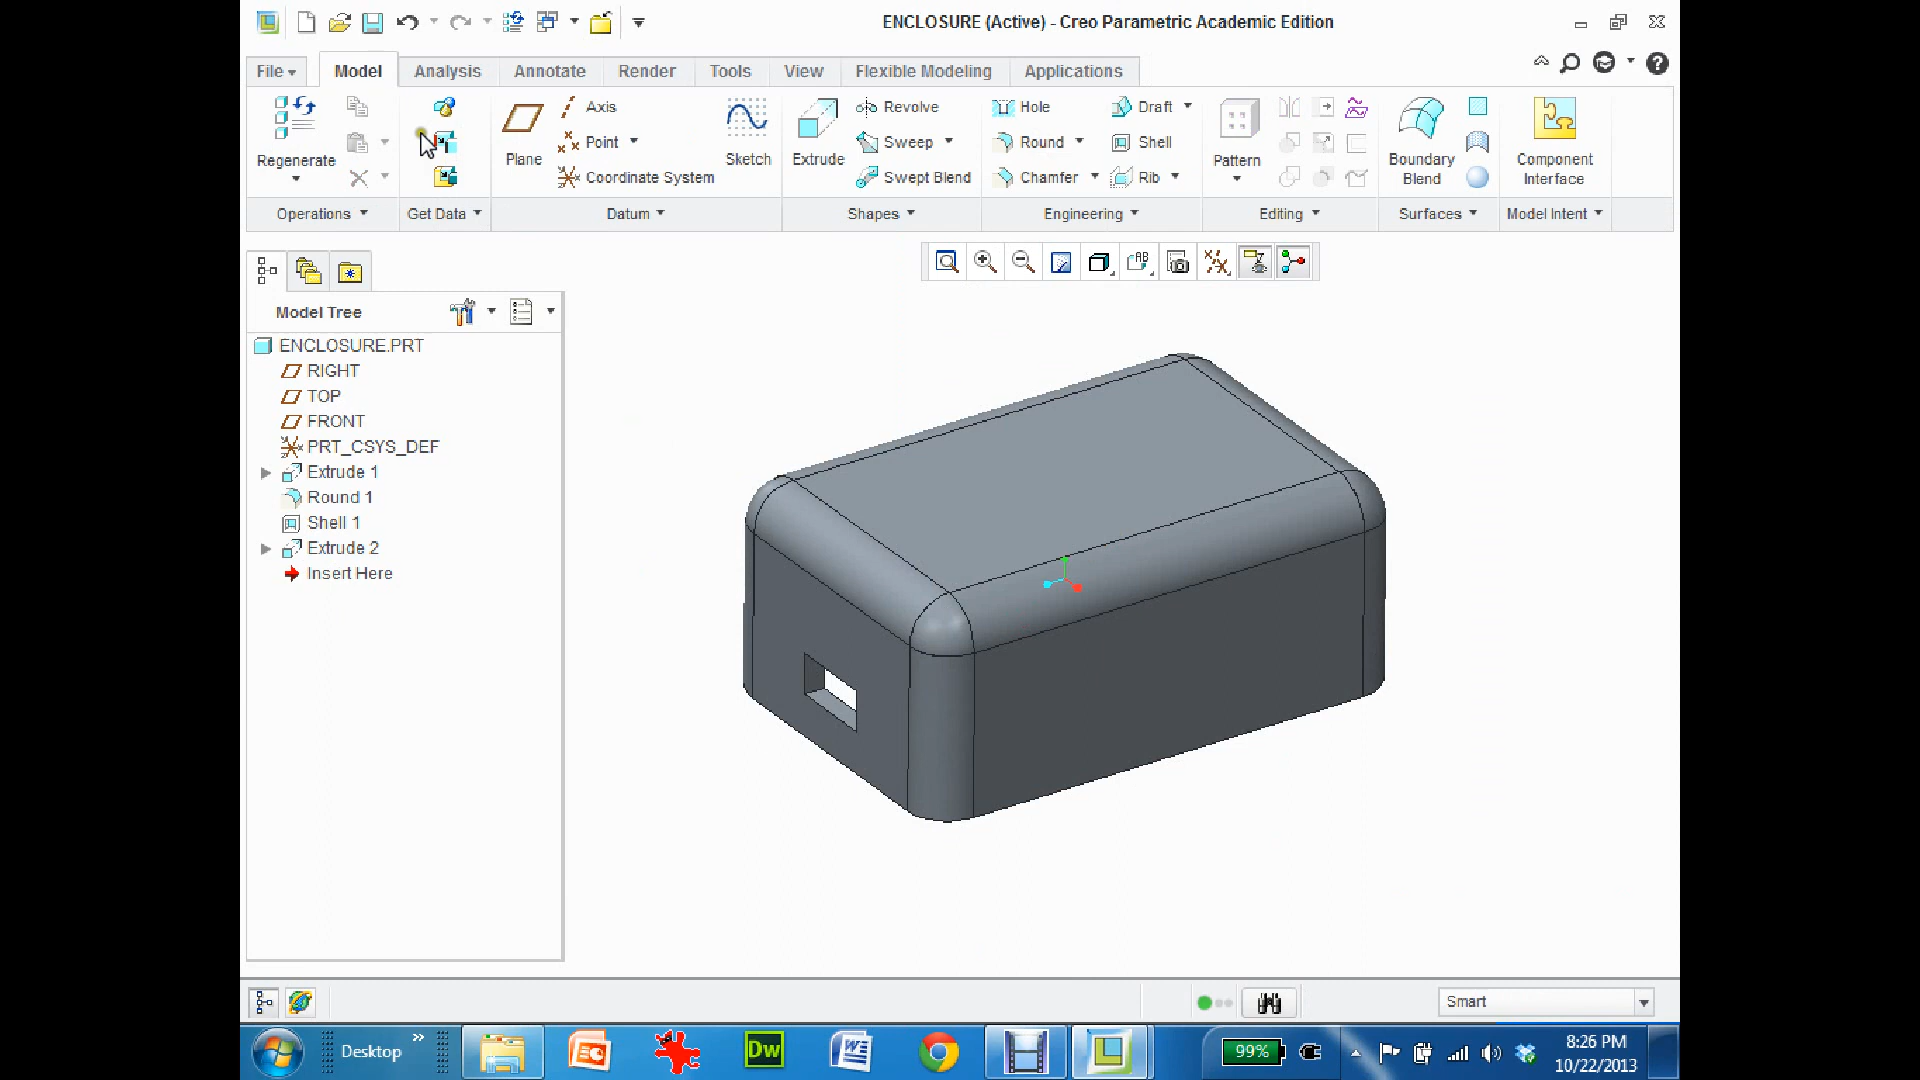 ENCLOSURE (Active) - Creo Parametric Academic Edition
File Model Analysis Annotate Render Tools View Flexible Modeling Applications
Regenerate
Operations
Get Data
Plane
Axis
Point
Coordinate System
Sketch
Datum
Extrude
Revolve
Sweep
Swept Blend
Shapes
Hole
Round
Chamfer
Draft
Shell
Rib
Engineering
Pattern
Editing
Boundary
Blend
Surfaces
Component
Interface
Model Intent
AB
Model Tree
ENCLOSURE.PRT
RIGHT
TOP
FRONT
PRT_CSYS_DEF
Extrude 1
Round 1
Shell 1
Extrude 2
Insert Here
Smart
Desktop
Dw
W
99%
8:26 PM
10/22/2013